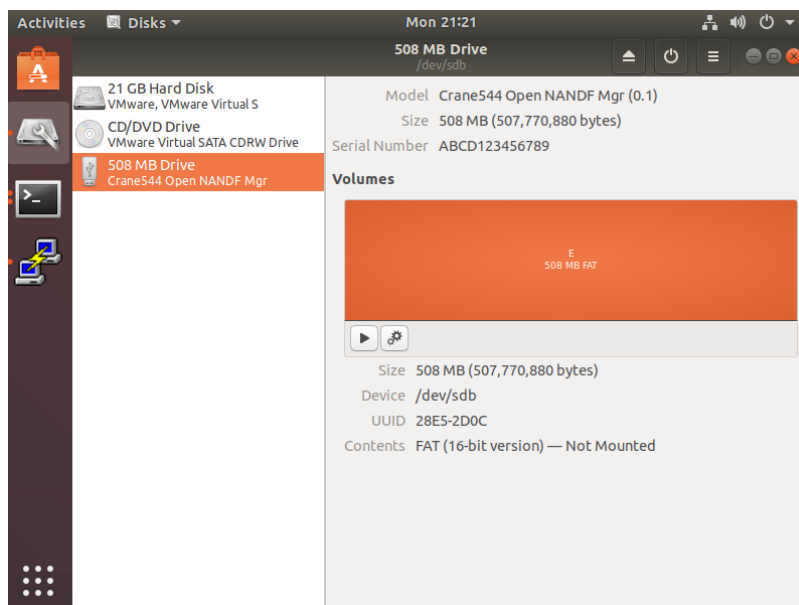 Activities Disks Mon 21:21
508 MB Drive
/dev/sdb
21 GB Hard Disk
VMware, VMware Virtual S
CD/DVD Drive
VMware Virtual SATA CDRW Drive
508 MB Drive
Crane544 Open NANDF Mgr
Model Crane544 Open NANDF Mgr (0.1)
Size 508 MB (507,770,880 bytes)
Serial Number ABCD123456789
Volumes
E
508 MB FAT
Size 508 MB (507,770,880 bytes)
Device /dev/sdb
UUID 28E5-2D0C
Contents FAT (16-bit version) — Not Mounted